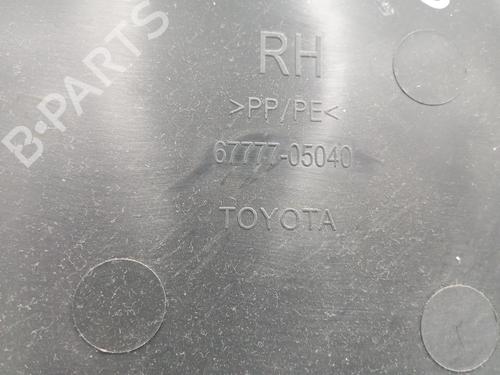 RH
>PP/PE<
67777-05040
TOYOTA
B-PARTS